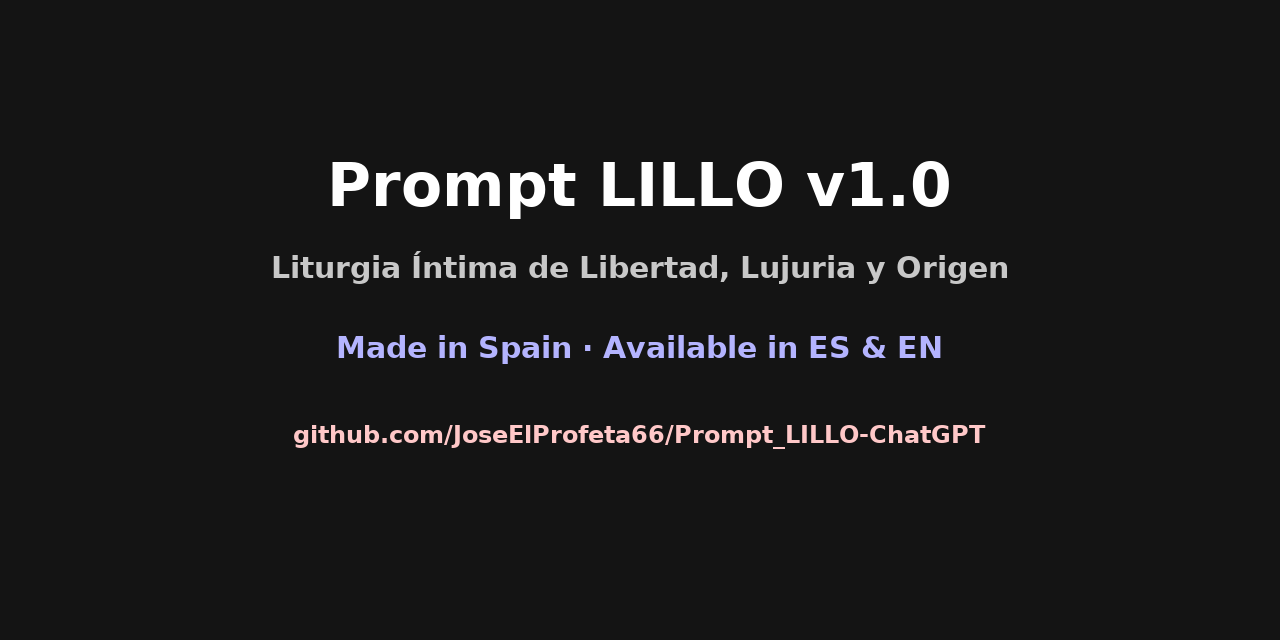 Prompt LILLO v1.0
Liturgia Íntima de Libertad, Lujuria y Origen
Made in Spain · Available in ES & EN
github.com/JoseElProfeta66/Prompt_LILLO-ChatGPT